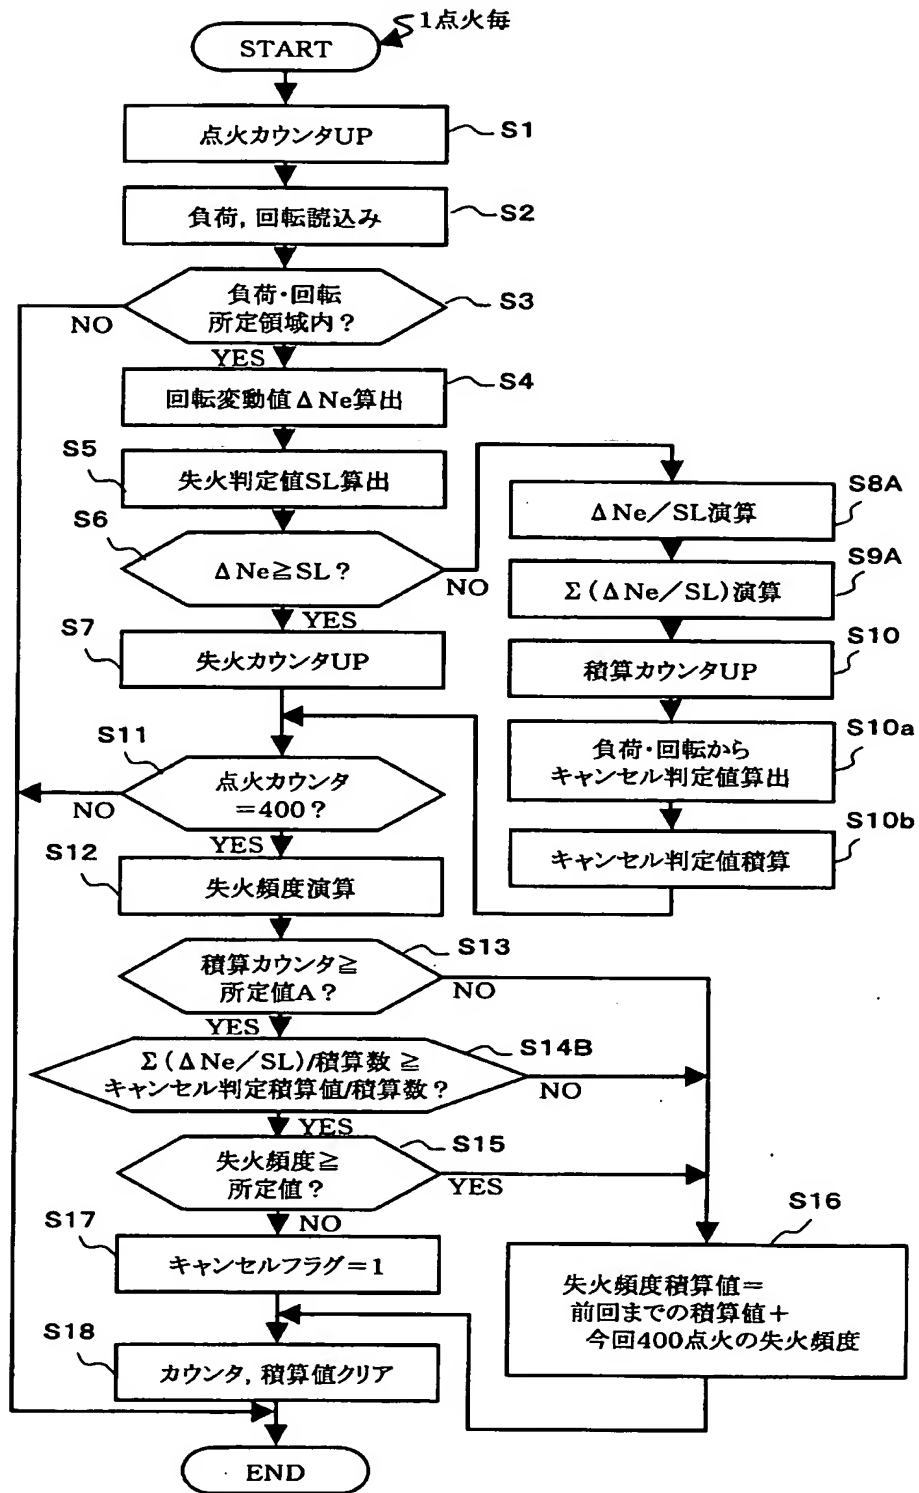 1点火毎
START
点火カウンタUP
S1
負荷, 回転読込み
S2
負荷・回転
所定領域内?
S3
NO
YES
回転変動値ΔNe算出
S4
S5
失火判定値SL算出
S6
ΔNe≧SL?
NO
YES
S7
失火カウンタUP
S8A
ΔNe/SL演算
S9A
Σ(ΔNe/SL)演算
S10
積算カウンタUP
S10a
負荷・回転から
キャンセル判定値算出
S10b
キャンセル判定値積算
S11
点火カウンタ
=400?
NO
YES
S12
失火頻度演算
S13
積算カウンタ≧
所定値A?
NO
YES
S14B
Σ(ΔNe/SL)/積算数 ≧
キャンセル判定積算値/積算数?
NO
YES
S15
失火頻度≧
所定値?
YES
NO
S16
失火頻度積算値=
前回までの積算値+
今回400点火の失火頻度
S17
キャンセルフラグ=1
S18
カウンタ, 積算値クリア
END